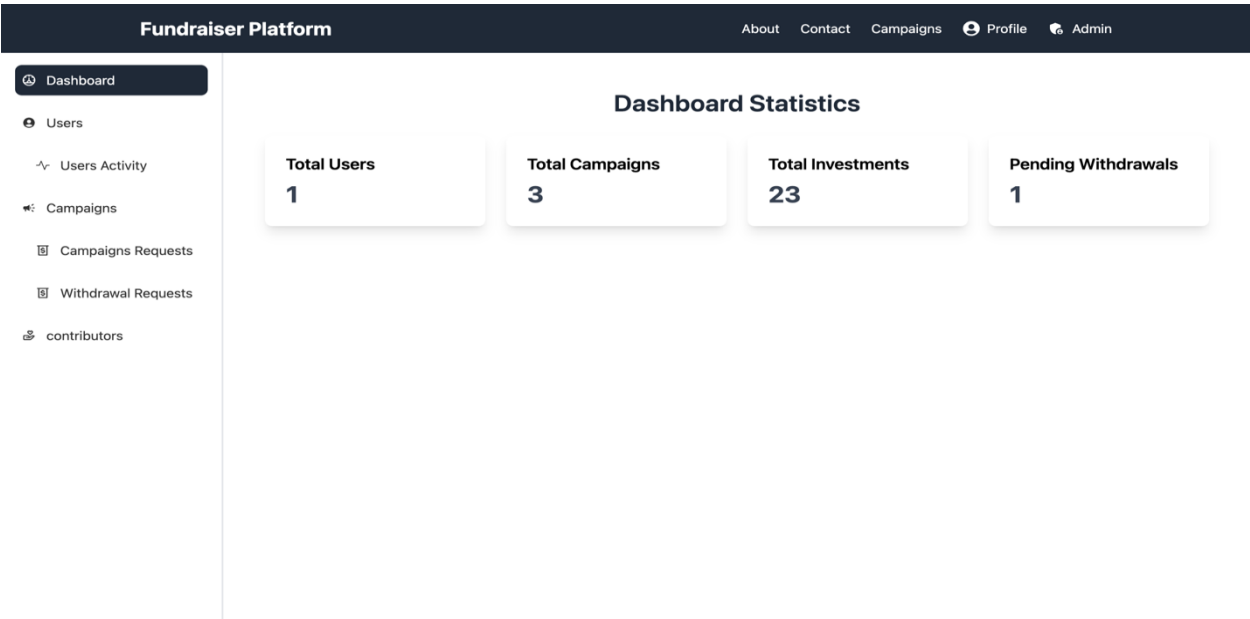 Fundraiser Platform
About Contact Campaigns Profile Admin
Dashboard
Users
Users Activity
Campaigns
Campaigns Requests
Withdrawal Requests
contributors
Dashboard Statistics
Total Users
1
Total Campaigns
3
Total Investments
23
Pending Withdrawals
1